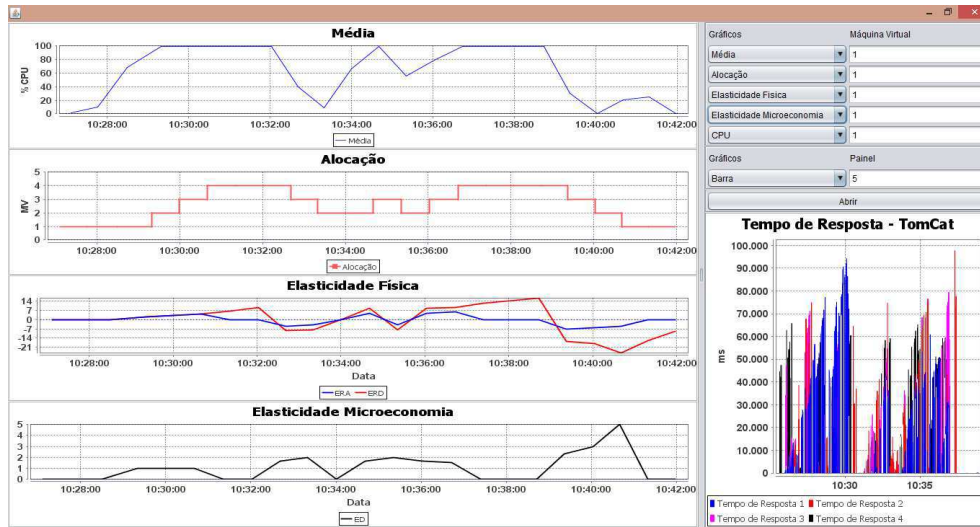 Média
% CPU
100
80
60
40
20
0
10:28:00 10:30:00 10:32:00 10:34:00 10:36:00 10:38:00 10:40:00 10:42:00
Média
Alocação
MV
5
4
3
2
1
0
10:28:00 10:30:00 10:32:00 10:34:00 10:36:00 10:38:00 10:40:00 10:42:00
Alocação
Elasticidade Física
14
7
0
-7
-14
-21
10:28:00 10:30:00 10:32:00 10:34:00 10:36:00 10:38:00 10:40:00 10:42:00
Data
ERA ERD
Elasticidade Microeconomia
5
4
3
2
1
0
10:28:00 10:30:00 10:32:00 10:34:00 10:36:00 10:38:00 10:40:00 10:42:00
Data
ED
Gráficos Máquina Virtual
Média 1
Alocação 1
Elasticidade Física 1
Elasticidade Microeconomia 1
CPU 1
Gráficos Painel
Barra 5
Abrir
Tempo de Resposta - TomCat
ms
100.000
90.000
80.000
70.000
60.000
50.000
40.000
30.000
20.000
10.000
0
10:30 10:35
Tempo de Resposta 1 Tempo de Resposta 2
Tempo de Resposta 3 Tempo de Resposta 4